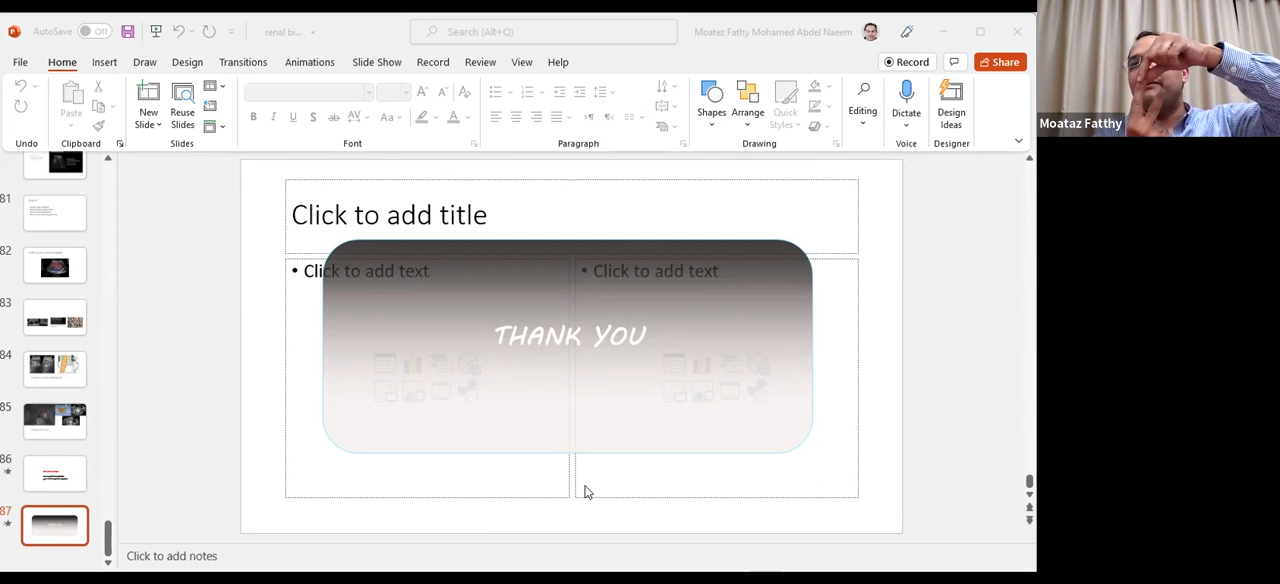 AutoSave Off renal bi... Search (Alt+Q) Moataz Fathy Mohamed Abdel Naeem
File Home Insert Draw Design Transitions Animations Slide Show Record Review View Help Record Share
Paste New Slide Reuse Slides Shapes Arrange Quick Styles Editing Dictate Design Ideas
Undo Clipboard Slides Font Paragraph Drawing Voice Designer
Moataz Fatthy
81
82
83
84
85
86
87
Click to add title
• Click to add text
• Click to add text
THANK YOU
Click to add notes